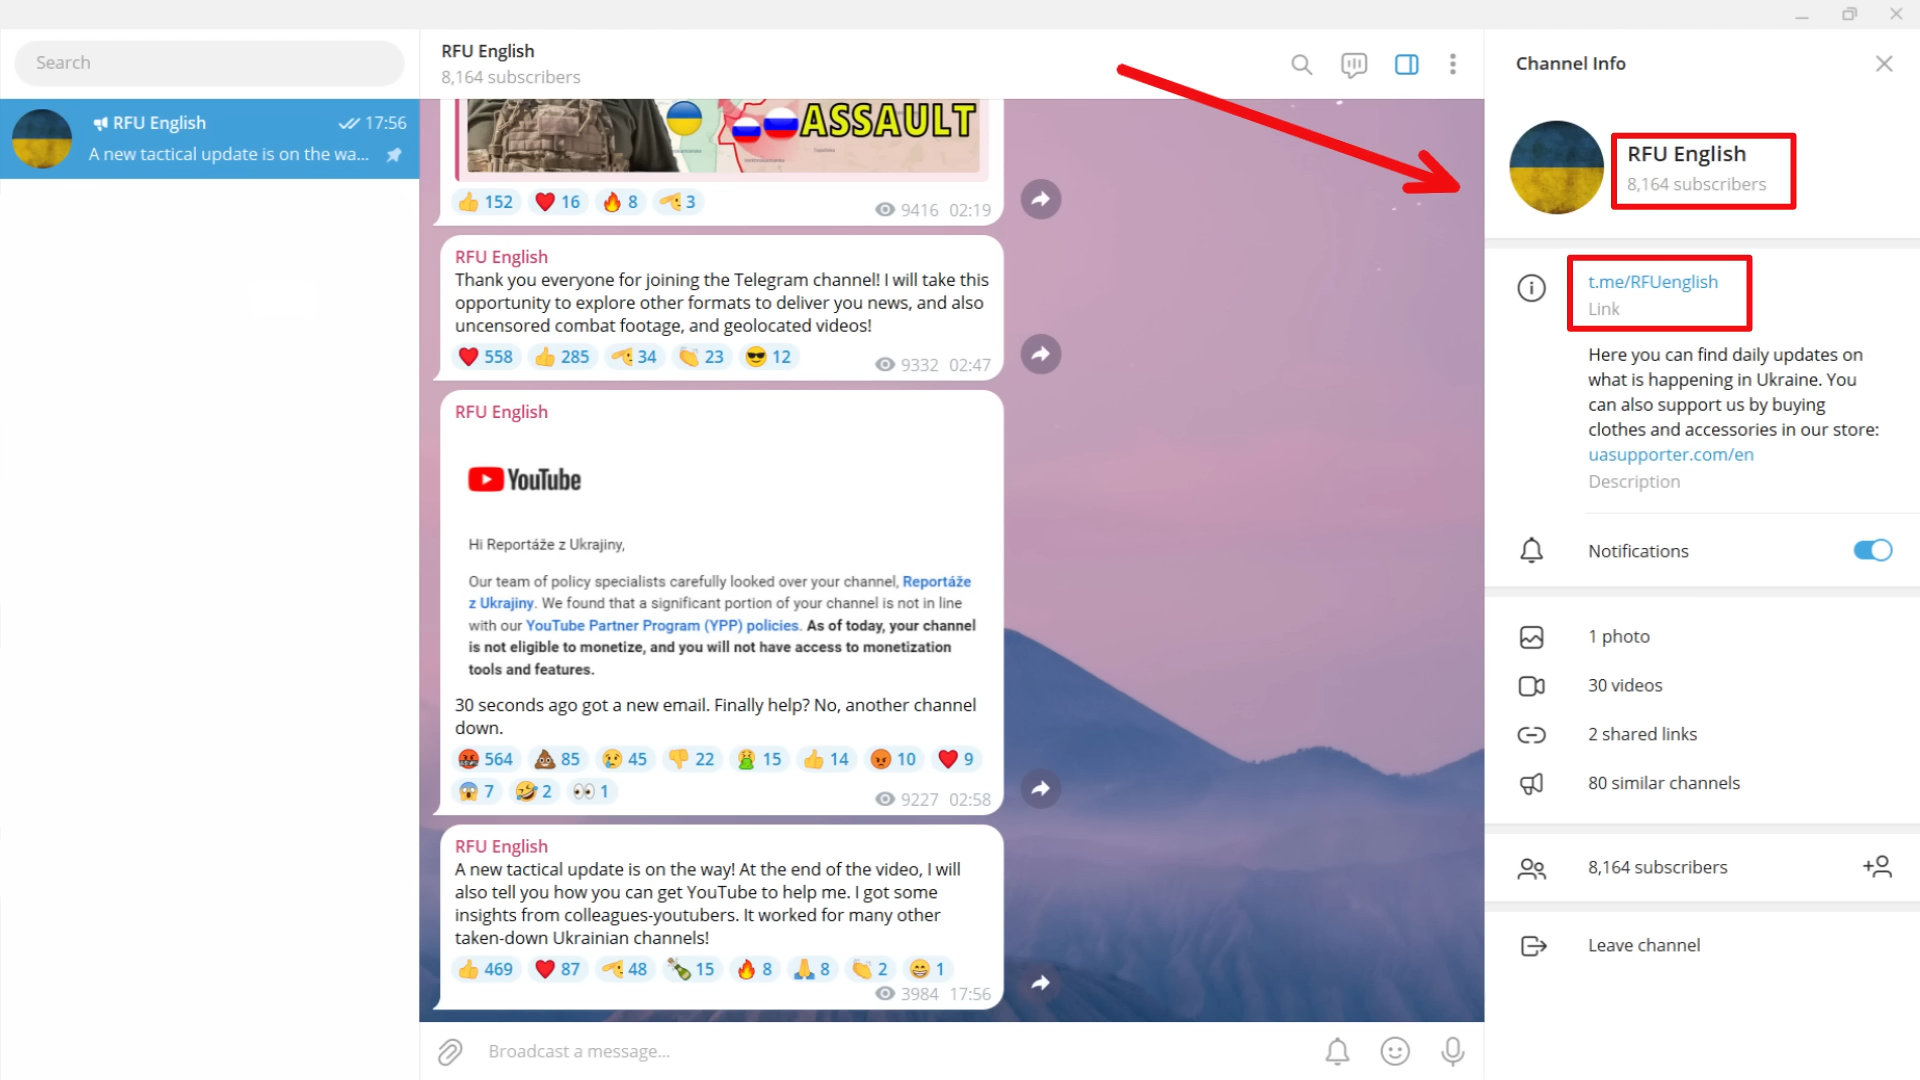 Search
RFU English
17:56
A new tactical update is on the wa...
RFU English
8,164 subscribers
ASSAULT
152 16 8 3
9416 02:19
RFU English
Thank you everyone for joining the Telegram channel! I will take this
opportunity to explore other formats to deliver you news, and also
uncensored combat footage, and geolocated videos!
558 285 34 23 12
9332 02:47
RFU English
YouTube
Hi Reportáže z Ukrajiny,
Our team of policy specialists carefully looked over your channel, Reportáže
z Ukrajiny. We found that a significant portion of your channel is not in line
with our YouTube Partner Program (YPP) policies. As of today, your channel
is not eligible to monetize, and you will not have access to monetization
tools and features.
30 seconds ago got a new email. Finally help? No, another channel
down.
564 85 45 22 15 14 10 9
7 2 1
9227 02:58
RFU English
A new tactical update is on the way! At the end of the video, I will
also tell you how you can get YouTube to help me. I got some
insights from colleagues-youtubers. It worked for many other
taken-down Ukrainian channels!
469 87 48 15 8 8 2 1
3984 17:56
Broadcast a message...
Channel Info
RFU English
8,164 subscribers
t.me/RFUenglish
Link
Here you can find daily updates on
what is happening in Ukraine. You
can also support us by buying
clothes and accessories in our store:
uasupporter.com/en
Description
Notifications
1 photo
30 videos
2 shared links
80 similar channels
8,164 subscribers
Leave channel